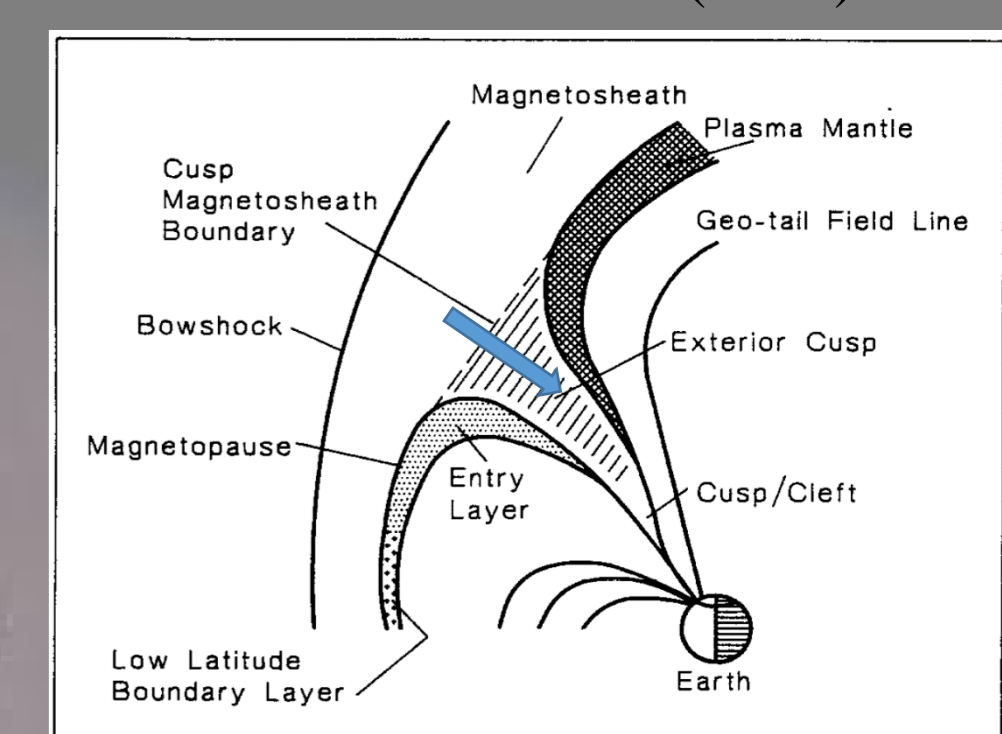 Magnetosheath
Plasma Mantle
Cusp
Magnetosheath
Boundary
Geo-tail Field Line
Bowshock
Exterior Cusp
Magnetopause
Entry
Layer
Cusp/Cleft
Low Latitude
Boundary Layer
Earth